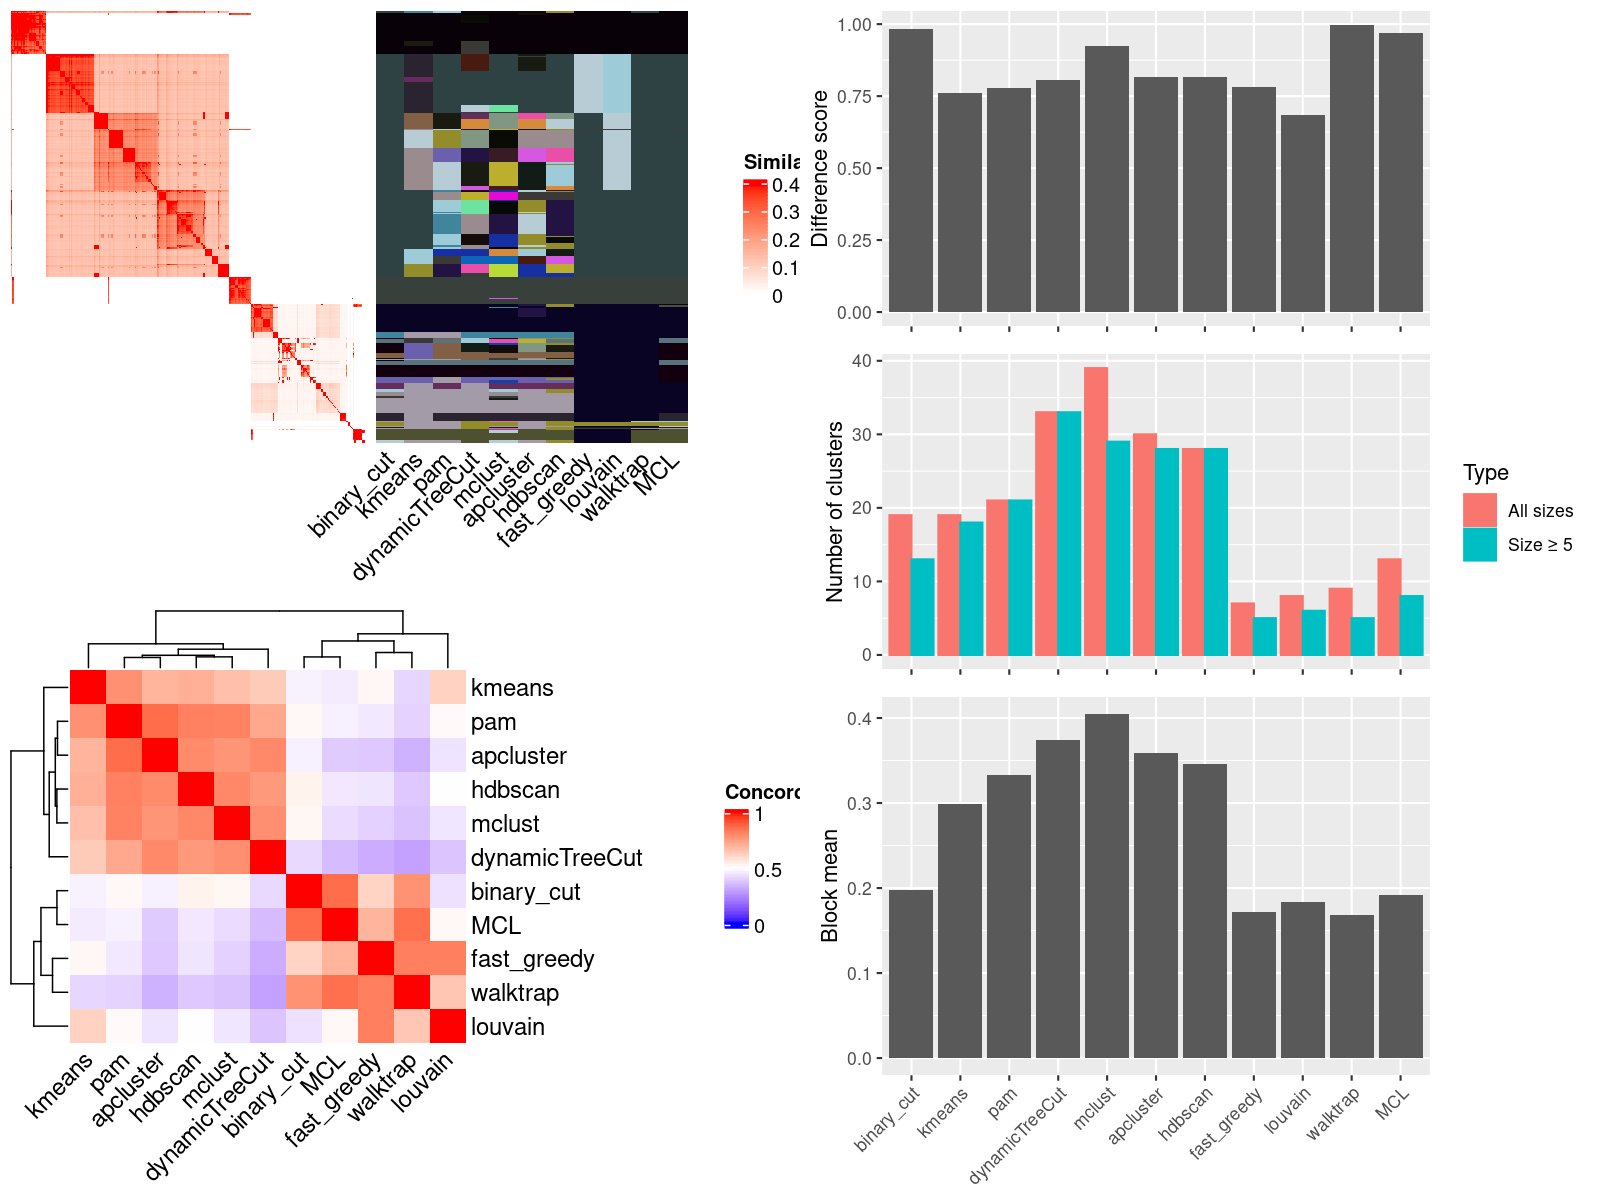 Simila
0.4
0.3
0.2
0.1
0
binary_cut
kmeans
pam
dynamicTreeCut
mclust
apcluster
hdbscan
fast_greedy
louvain
walktrap
MCL
Difference score
1.00
0.75
0.50
0.25
0.00
Number of clusters
40
30
20
10
0
Type
All sizes
Size ≥ 5
kmeans
pam
apcluster
hdbscan
mclust
dynamicTreeCut
binary_cut
MCL
fast_greedy
walktrap
louvain
kmeans
pam
apcluster
hdbscan
mclust
dynamicTreeCut
binary_cut
MCL
fast_greedy
walktrap
louvain
Concord
1
0.5
0
Block mean
0.4
0.3
0.2
0.1
0.0
binary_cut
kmeans
pam
dynamicTreeCut
mclust
apcluster
hdbscan
fast_greedy
louvain
walktrap
MCL